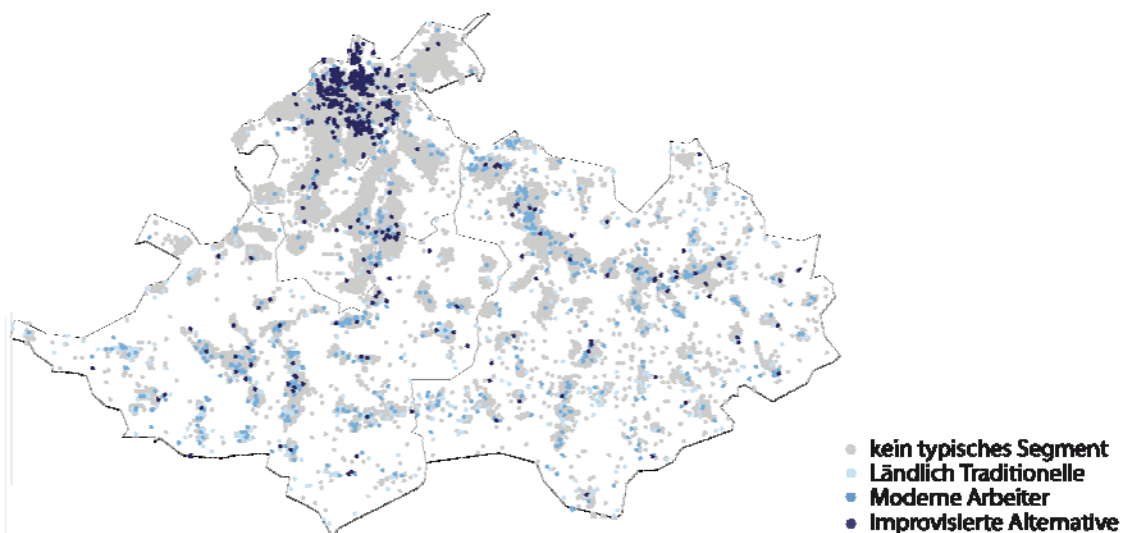 kein typisches Segment
Ländlich Traditionelle
Moderne Arbeiter
Improvisierte Alternative